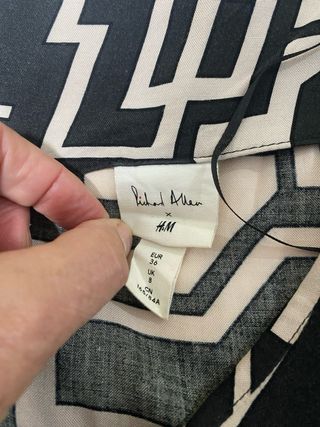 Richard Allan
×
H&M
EUR
36
UK
8
CN